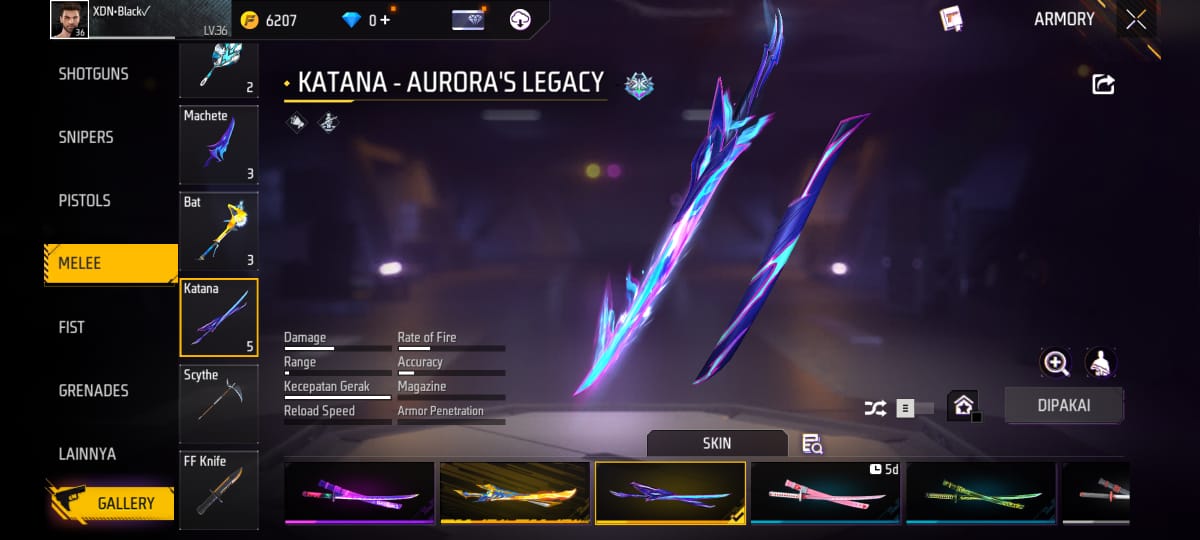 XDN•Black✓
36
LV.36
6207
0 +
ARMORY
SHOTGUNS
SNIPERS
PISTOLS
MELEE
FIST
GRENADES
LAINNYA
GALLERY
2
Machete
3
Bat
3
Katana
5
Scythe
FF Knife
KATANA - AURORA'S LEGACY
Damage
Rate of Fire
Range
Accuracy
Kecepatan Gerak
Magazine
Reload Speed
Armor Penetration
DIPAKAI
SKIN
5d